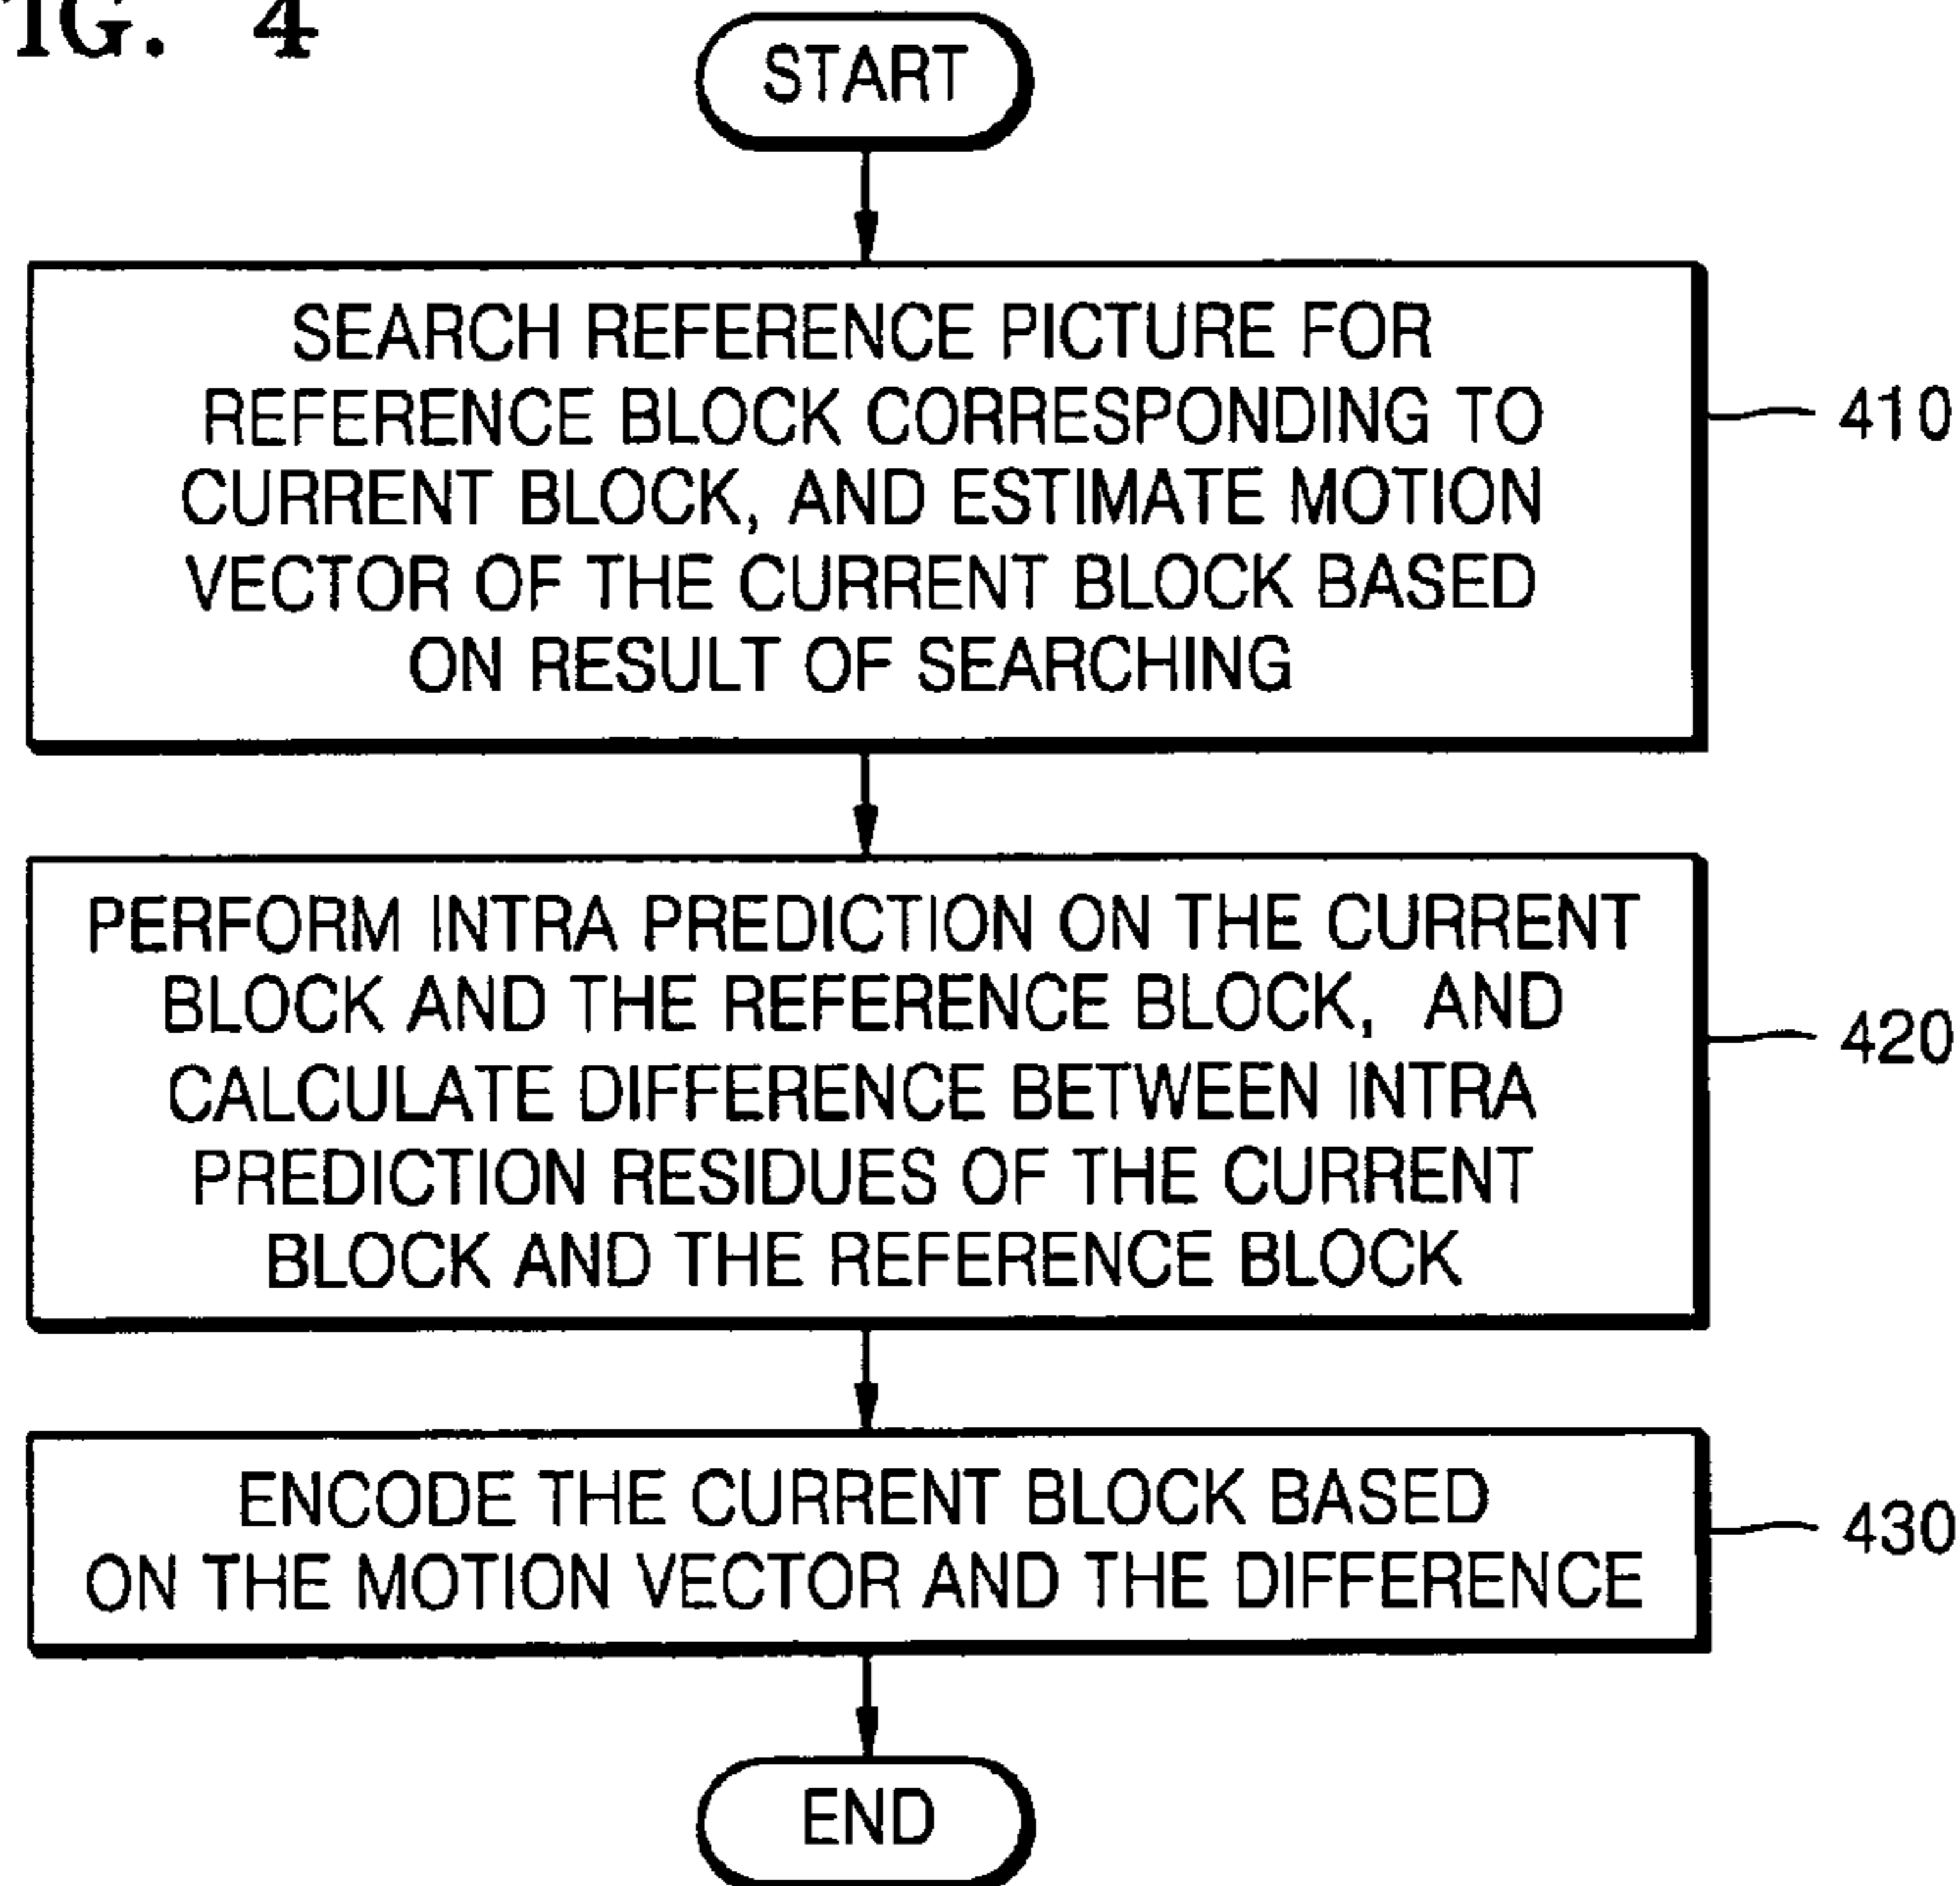 IG. 4
START
SEARCH REFERENCE PICTURE FOR
REFERENCE BLOCK CORRESPONDING TO
CURRENT BLOCK, AND ESTIMATE MOTION
VECTOR OF THE CURRENT BLOCK BASED
ON RESULT OF SEARCHING
410
PERFORM INTRA PREDICTION ON THE CURRENT
BLOCK AND THE REFERENCE BLOCK, AND
CALCULATE DIFFERENCE BETWEEN INTRA
PREDICTION RESIDUES OF THE CURRENT
BLOCK AND THE REFERENCE BLOCK
420
ENCODE THE CURRENT BLOCK BASED
ON THE MOTION VECTOR AND THE DIFFERENCE
430
END